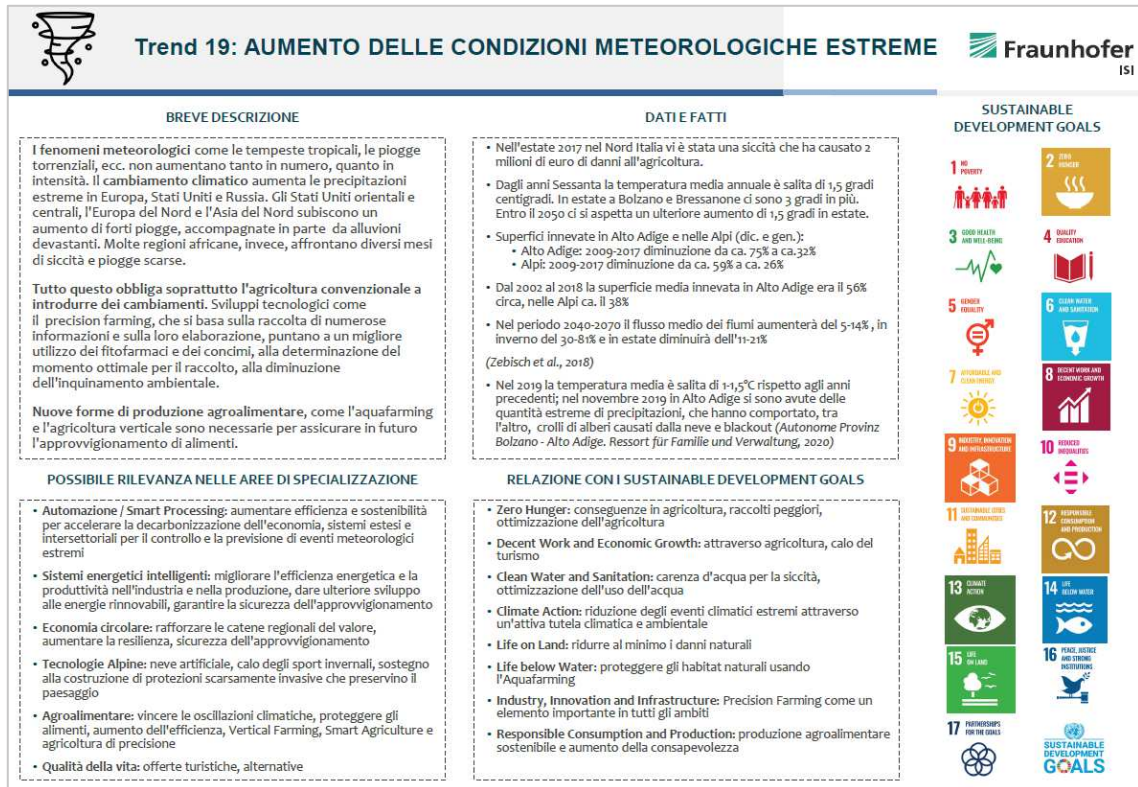 Trend 19: AUMENTO DELLE CONDIZIONI METEOROLOGICHE ESTREME
Fraunhofer
ISI
BREVE DESCRIZIONE
I fenomeni meteorologici come le tempeste tropicali, le piogge
torrenziali, ecc. non aumentano tanto in numero, quanto in
intensità. Il cambiamento climatico aumenta le precipitazioni
estreme in Europa, Stati Uniti e Russia. Gli Stati Uniti orientali e
centrali, l'Europa del Nord e l'Asia del Nord subiscono un
aumento di forti piogge, accompagnate in parte da alluvioni
devastanti. Molte regioni africane, invece, affrontano diversi mesi
di siccità e piogge scarse.
Tutto questo obbliga soprattutto l'agricoltura convenzionale a
introdurre dei cambiamenti. Sviluppi tecnologici come
il precision farming, che si basa sulla raccolta di numerose
informazioni e sulla loro elaborazione, puntano a un migliore
utilizzo dei fitofarmaci e dei concimi, alla determinazione del
momento ottimale per il raccolto, alla diminuzione
dell'inquinamento ambientale.
Nuove forme di produzione agroalimentare, come l'aquafarming
e l'agricoltura verticale sono necessarie per assicurare in futuro
l'approvvigionamento di alimenti.
DATI E FATTI
• Nell'estate 2017 nel Nord Italia vi è stata una siccità che ha causato 2
milioni di euro di danni all'agricoltura.
• Dagli anni Sessanta la temperatura media annuale è salita di 1,5 gradi
centigradi. In estate a Bolzano e Bressanone ci sono 3 gradi in più.
Entro il 2050 ci si aspetta un ulteriore aumento di 1,5 gradi in estate.
• Superfici innevate in Alto Adige e nelle Alpi (dic. e gen.):
• Alto Adige: 2009-2017 diminuzione da ca. 75% a ca.32%
• Alpi: 2009-2017 diminuzione da ca. 59% a ca. 26%
• Dal 2002 al 2018 la superficie media innevata in Alto Adige era il 56%
circa, nelle Alpi ca. il 38%
• Nel periodo 2040-2070 il flusso medio dei fiumi aumenterà del 5-14% , in
inverno del 30-81% e in estate diminuirà dell'11-21%
(Zebisch et al., 2018)
• Nel 2019 la temperatura media è salita di 1-1,5°C rispetto agli anni
precedenti; nel novembre 2019 in Alto Adige si sono avute delle
quantità estreme di precipitazioni, che hanno comportato, tra
l'altro, crolli di alberi causati dalla neve e blackout (Autonome Provinz
Bolzano - Alto Adige. Ressort für Familie und Verwaltung, 2020)
POSSIBILE RILEVANZA NELLE AREE DI SPECIALIZZAZIONE
• Automazione / Smart Processing: aumentare efficienza e sostenibilità
per accelerare la decarbonizzazione dell'economia, sistemi estesi e
intersettoriali per il controllo e la previsione di eventi meteorologici
estremi
• Sistemi energetici intelligenti: migliorare l'efficienza energetica e la
produttività nell'industria e nella produzione, dare ulteriore sviluppo
alle energie rinnovabili, garantire la sicurezza dell'approvvigionamento
• Economia circolare: rafforzare le catene regionali del valore,
aumentare la resilienza, sicurezza dell'approvvigionamento
• Tecnologie Alpine: neve artificiale, calo degli sport invernali, sostegno
alla costruzione di protezioni scarsamente invasive che preservino il
paesaggio
• Agroalimentare: vincere le oscillazioni climatiche, proteggere gli
alimenti, aumento dell'efficienza, Vertical Farming, Smart Agriculture e
agricoltura di precisione
• Qualità della vita: offerte turistiche, alternative
RELAZIONE CON I SUSTAINABLE DEVELOPMENT GOALS
• Zero Hunger: conseguenze in agricoltura, raccolti peggiori,
ottimizzazione dell'agricoltura
• Decent Work and Economic Growth: attraverso agricoltura, calo del
turismo
• Clean Water and Sanitation: carenza d'acqua per la siccità,
ottimizzazione dell'uso dell'acqua
• Climate Action: riduzione degli eventi climatici estremi attraverso
un'attiva tutela climatica e ambientale
• Life on Land: ridurre al minimo i danni naturali
• Life below Water: proteggere gli habitat naturali usando
l'Aquafarming
• Industry, Innovation and Infrastructure: Precision Farming come un
elemento importante in tutti gli ambiti
• Responsible Consumption and Production: produzione agroalimentare
sostenibile e aumento della consapevolezza
SUSTAINABLE
DEVELOPMENT GOALS
1 NO
POVERTY
2 ZERO
HUNGER
3 GOOD HEALTH
AND WELL-BEING
4 QUALITY
EDUCATION
5 GENDER
EQUALITY
6 CLEAN WATER
AND SANITATION
7 AFFORDABLE AND
CLEAN ENERGY
8 DECENT WORK AND
ECONOMIC GROWTH
9 INDUSTRY, INNOVATION
AND INFRASTRUCTURE
10 REDUCED
INEQUALITIES
11 SUSTAINABLE CITIES
AND COMMUNITIES
12 RESPONSIBLE
CONSUMPTION
AND PRODUCTION
13 CLIMATE
ACTION
14 LIFE
BELOW WATER
15 LIFE
ON LAND
16 PEACE, JUSTICE
AND STRONG
INSTITUTIONS
17 PARTNERSHIPS
FOR THE GOALS
SUSTAINABLE
DEVELOPMENT
GOALS